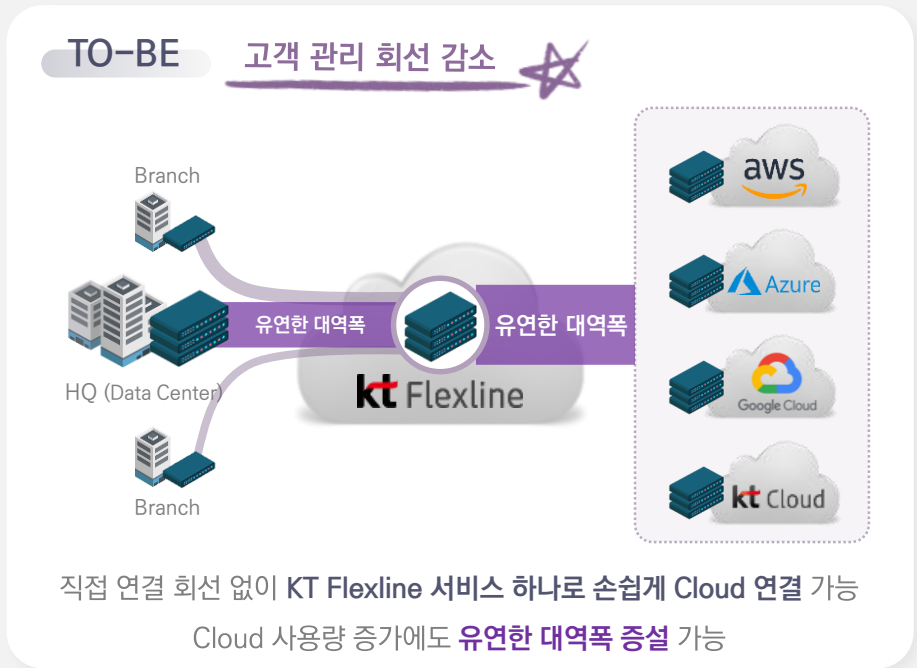 TO-BE
고객 관리 회선 감소
Branch
HQ (Data Center)
Branch
유연한 대역폭
유연한 대역폭
kt Flexline
aws
Azure
Google Cloud
kt Cloud
직접 연결 회선 없이 KT Flexline 서비스 하나로 손쉽게 Cloud 연결 가능
Cloud 사용량 증가에도 유연한 대역폭 증설 가능